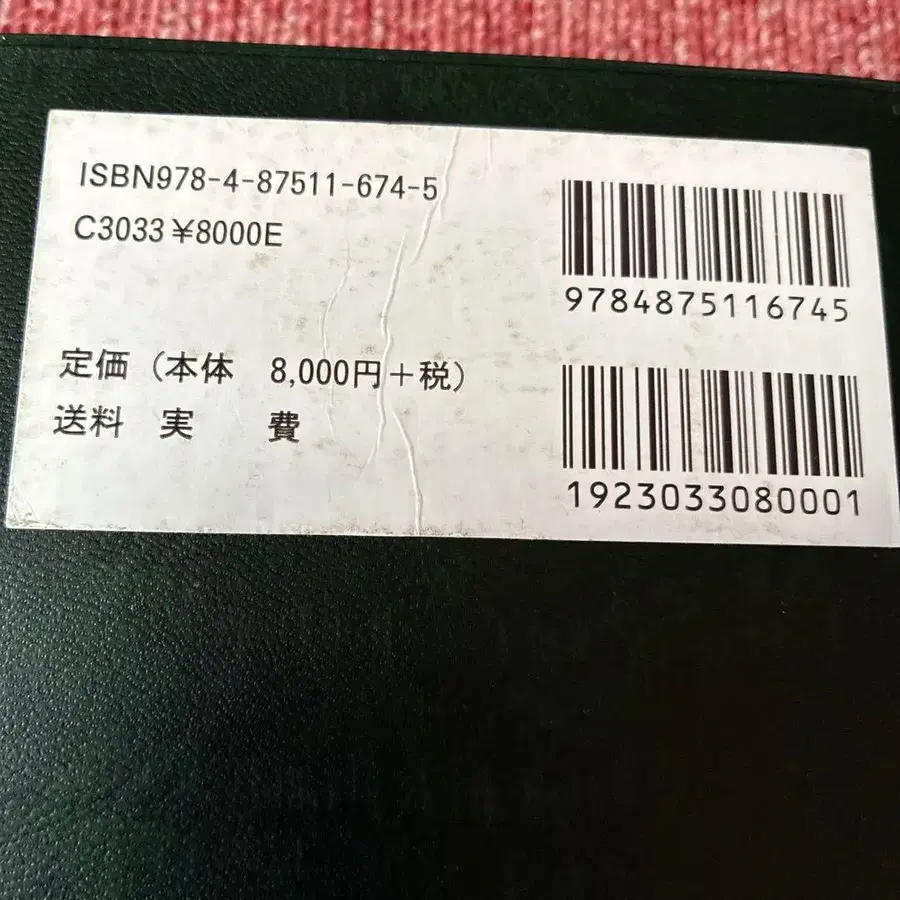 ISBN978-4-87511-674-5
C3033 ¥8000E
9784875116745
定価（本体　8,000円＋税）
送料　実　　費
1923033080001